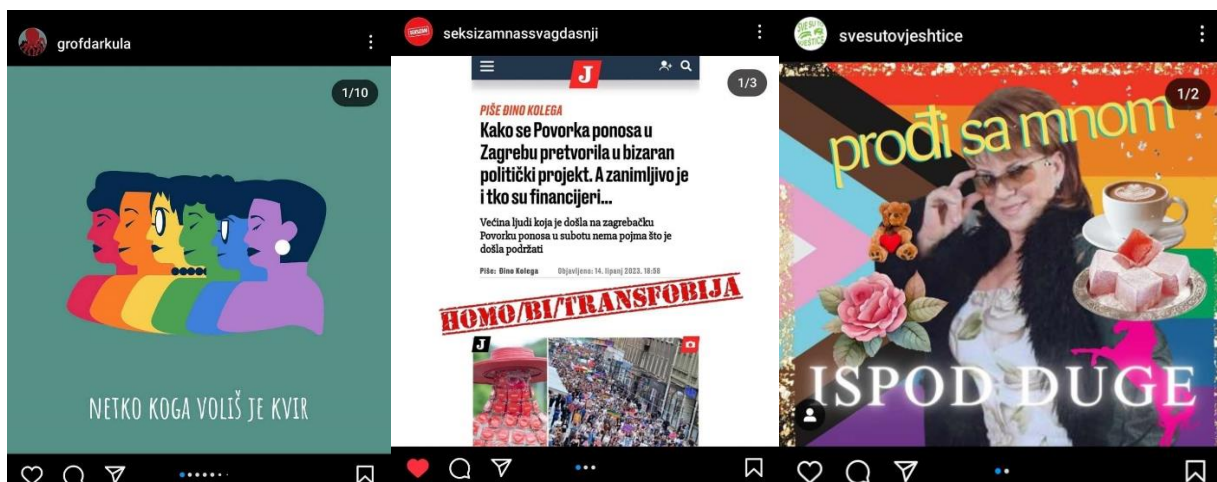 grofdarkula
1/10
NETKO KOGA VOLIŠ JE KVIR
seksizamnassvagdasnji
J
1/3
PIŠE ĐINO KOLEGA
Kako se Povorka ponosa u
Zagrebu pretvorila u bizaran
politički projekt. A zanimljivo je
i tko su financijeri...
Većina ljudi koja je došla na zagrebačku
Povorku ponosa u subotu nema pojma što je
došla podržati
Piše: Đino Kolega Objavljeno: 14. lipanj 2023. 18:58
HOMO/BI/TRANSFOBIJA
J
svesutovjeshtice
1/2
prođi sa mnom
ISPOD DUGE